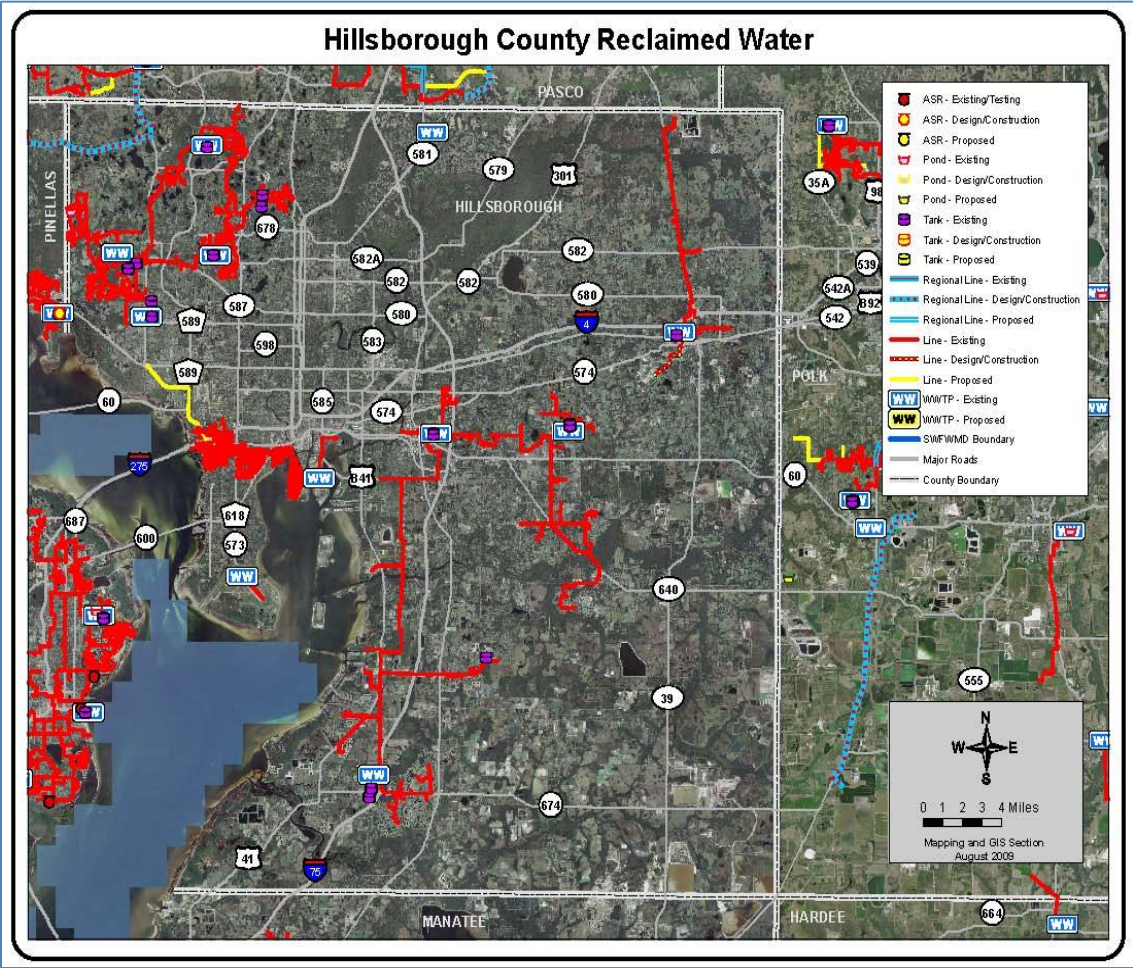 Hillsborough County Reclaimed Water
PASCO
PINELLAS
HILLSBOROUGH
POLK
MANATEE
HARDEE
WW
581
579
301
35A
98
678
582A
582
582
582
539
542A
B92
542
580
580
587
589
598
583
4
589
574
60
585
574
275
B41
60
618
687
600
573
WW
640
39
555
674
41
75
664
WW
ASR - Existing/Testing
ASR - Design/Construction
ASR - Proposed
Pond - Existing
Pond - Design/Construction
Pond - Proposed
Tank - Existing
Tank - Design/Construction
Tank - Proposed
Regional Line - Existing
Regional Line - Design/Construction
Regional Line - Proposed
Line - Existing
Line - Design/Construction
Line - Proposed
WW WWTP - Existing
WW WWTP - Proposed
SWFWMD Boundary
Major Roads
County Boundary
N
W E
S
0 1 2 3 4 Miles
Mapping and GIS Section
August 2009